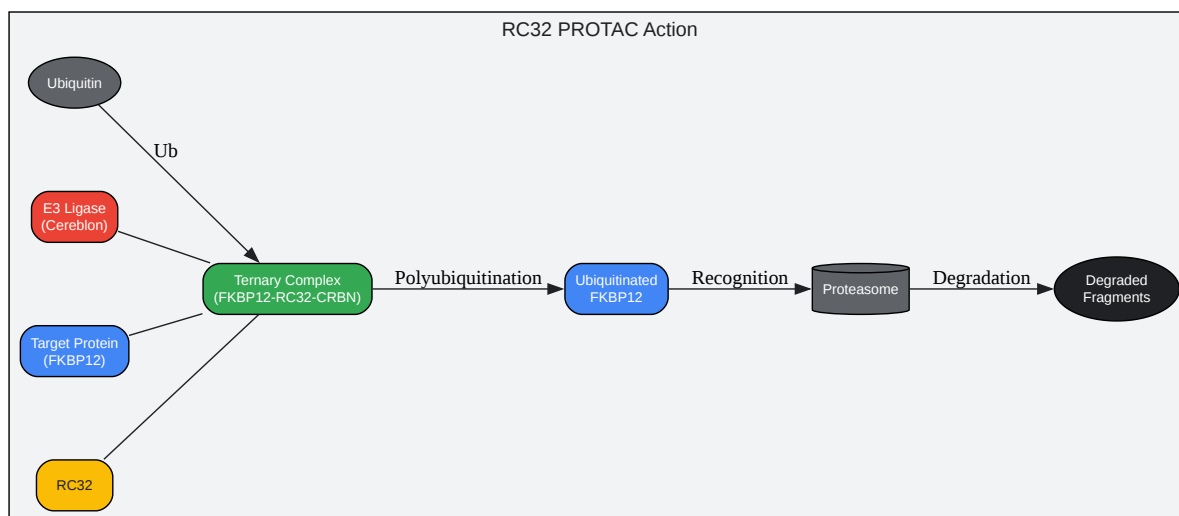 RC32 PROTAC Action
Ubiquitin
Ub
E3 Ligase
(Cereblon)
Ternary Complex
(FKBP12-RC32-CRBN)
Polyubiquitination
Ubiquitinated
FKBP12
Recognition
Proteasome
Degradation
Degraded
Fragments
Target Protein
(FKBP12)
RC32